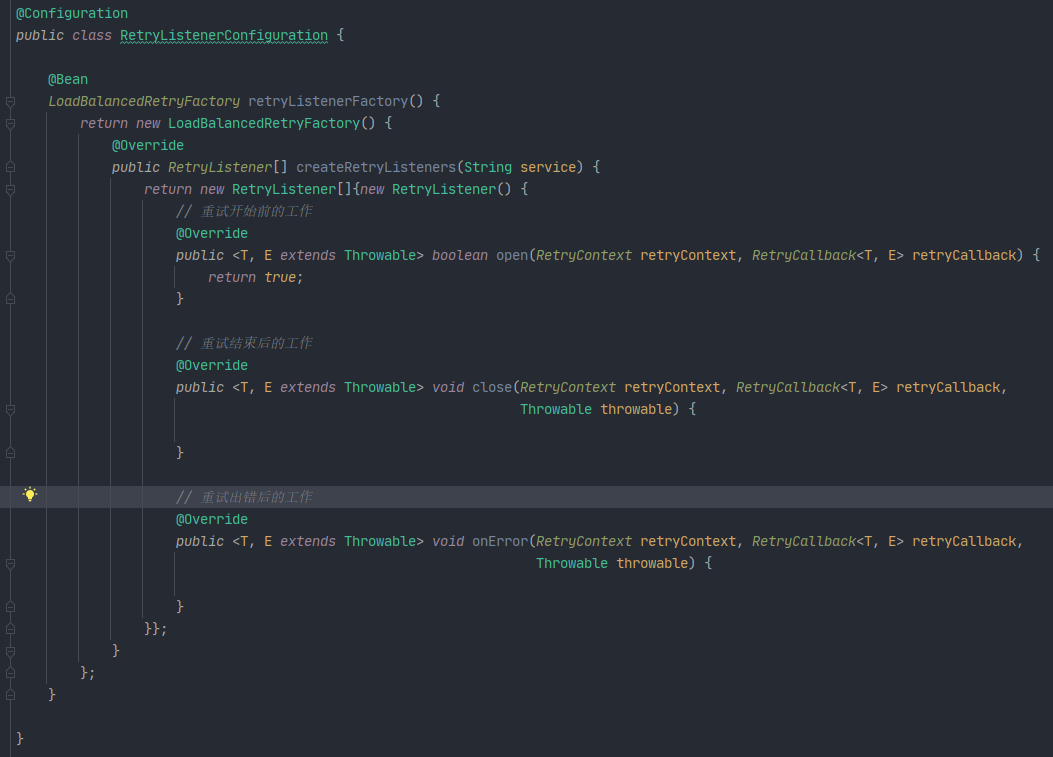 @Configuration
public class RetryListenerConfiguration {
@Bean
LoadBalancedRetryFactory retryListenerFactory() {
return new LoadBalancedRetryFactory() {
@Override
public RetryListener[] createRetryListeners(String service) {
return new RetryListener[]{new RetryListener() {
// 重试开始前的工作
@Override
public <T, E extends Throwable> boolean open(RetryContext retryContext, RetryCallback<T, E> retryCallback) {
return true;
}
// 重试结束后的工作
@Override
public <T, E extends Throwable> void close(RetryContext retryContext, RetryCallback<T, E> retryCallback,
Throwable throwable) {
}
// 重试出错后的工作
@Override
public <T, E extends Throwable> void onError(RetryContext retryContext, RetryCallback<T, E> retryCallback,
Throwable throwable) {
}
}};
}
};
}
}